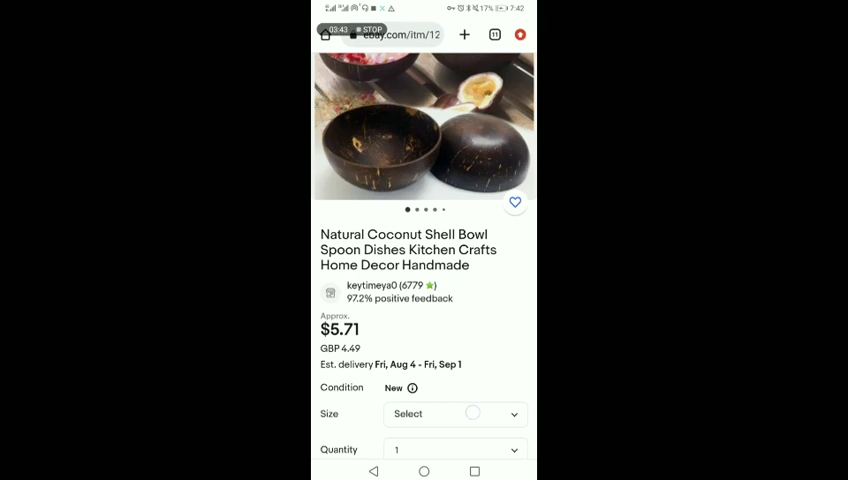 17% 7:42
03:43 STOP
ebay.com/itm/12
11
Natural Coconut Shell Bowl
Spoon Dishes Kitchen Crafts
Home Decor Handmade
keytimeya0 (6779)
97.2% positive feedback
Approx.
$5.71
GBP 4.49
Est. delivery Fri, Aug 4 - Fri, Sep 1
Condition New
Size Select
Quantity 1